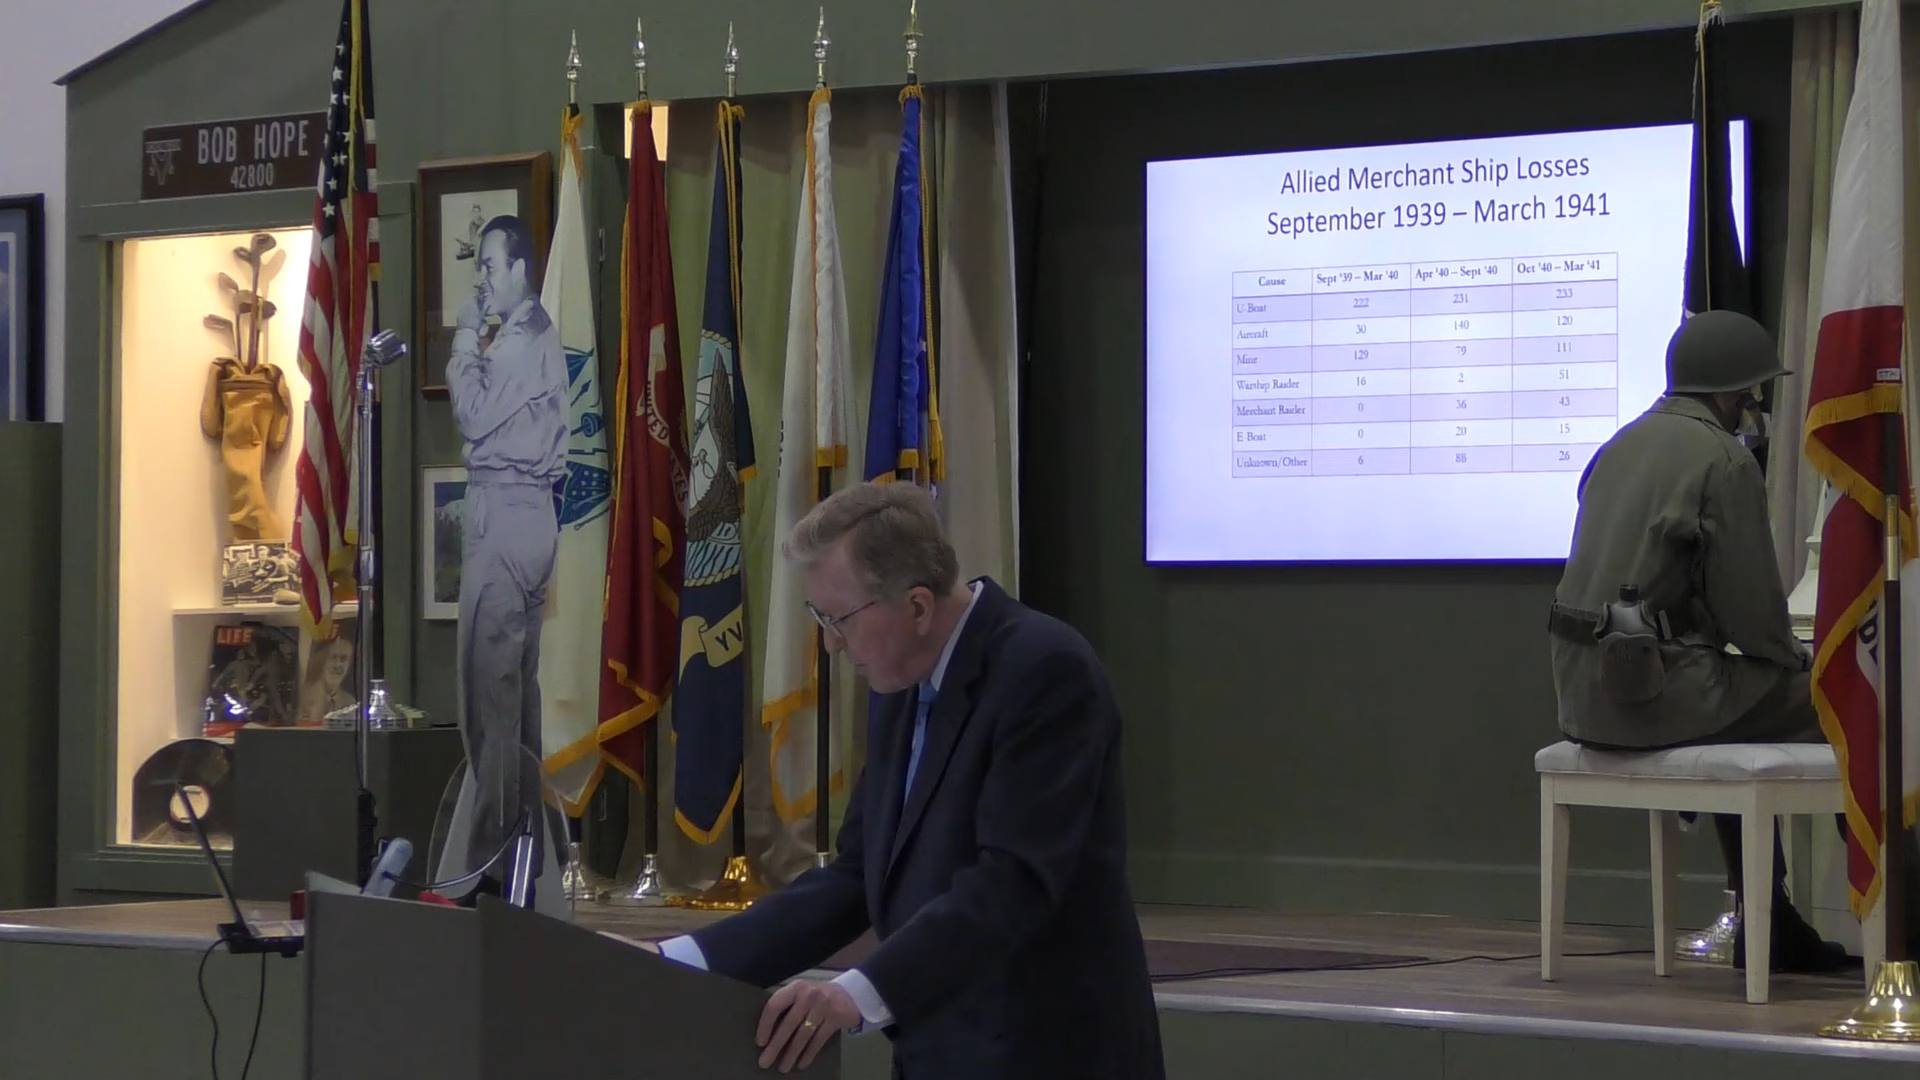 BOB HOPE
42800
LIFE
UNITED
STATES
Allied Merchant Ship Losses
September 1939 – March 1941
Cause Sept '39 – Mar '40 Apr '40 – Sept '40 Oct '40 – Mar '41
U-Boat 222 231 233
Aircraft 30 140 120
Mine 129 79 111
Warship Raider 16 2 51
Merchant Raider 0 36 43
E-Boat 0 20 15
Unknown/Other 6 88 26